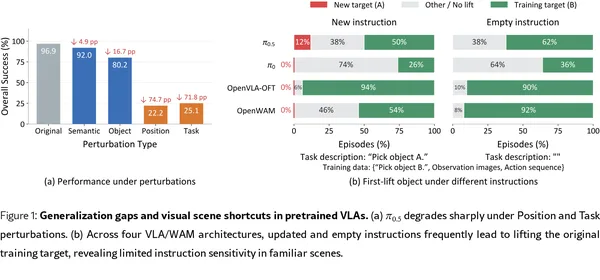 New target (A) Other / No lift Training target (B)
New instruction Empty instruction
Overall Success (%)
100
75
50
25
0
96.9
↓ 4.9 pp
92.0
↓ 16.7 pp
80.2
↓ 74.7 pp
22.2
↓ 71.8 pp
25.1
Original Semantic Object Position Task
Perturbation Type
(a) Performance under perturbations
π0.5 12% 38% 50% 38% 62%
π0 0% 74% 26% 64% 36%
OpenVLA-OFT 0% 6% 94% 10% 90%
OpenWAM 0% 46% 54% 8% 92%
0 25 50 75 100 0 25 50 75 100
Episodes (%) Episodes (%)
Task description: “Pick object A.” Task description: ""
Training data: {“Pick object B.”, Observation images, Action sequence}
(b) First-lift object under different instructions
Figure 1: Generalization gaps and visual scene shortcuts in pretrained VLAs. (a) π0.5 degrades sharply under Position and Task
perturbations. (b) Across four VLA/WAM architectures, updated and empty instructions frequently lead to lifting the original
training target, revealing limited instruction sensitivity in familiar scenes.